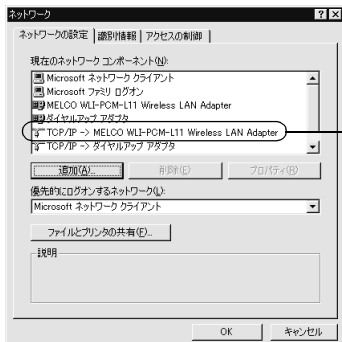 ネットワーク
ネットワークの設定 識別情報 アクセスの制御
現在のネットワーク コンポーネント(N):
Microsoft ネットワーク クライアント
Microsoft ファミリ ログオン
MELCO WLI-PCM-L11 Wireless LAN Adapter
ダイヤルアップ アダプタ
TCP/IP -> MELCO WLI-PCM-L11 Wireless LAN Adapter
TCP/IP -> ダイヤルアップ アダプタ
追加(A)... 削除(E) プロパティ(R)
優先的にログオンするネットワーク(L):
Microsoft ネットワーク クライアント
ファイルとプリンタの共有(F)...
説明
OK キャンセル